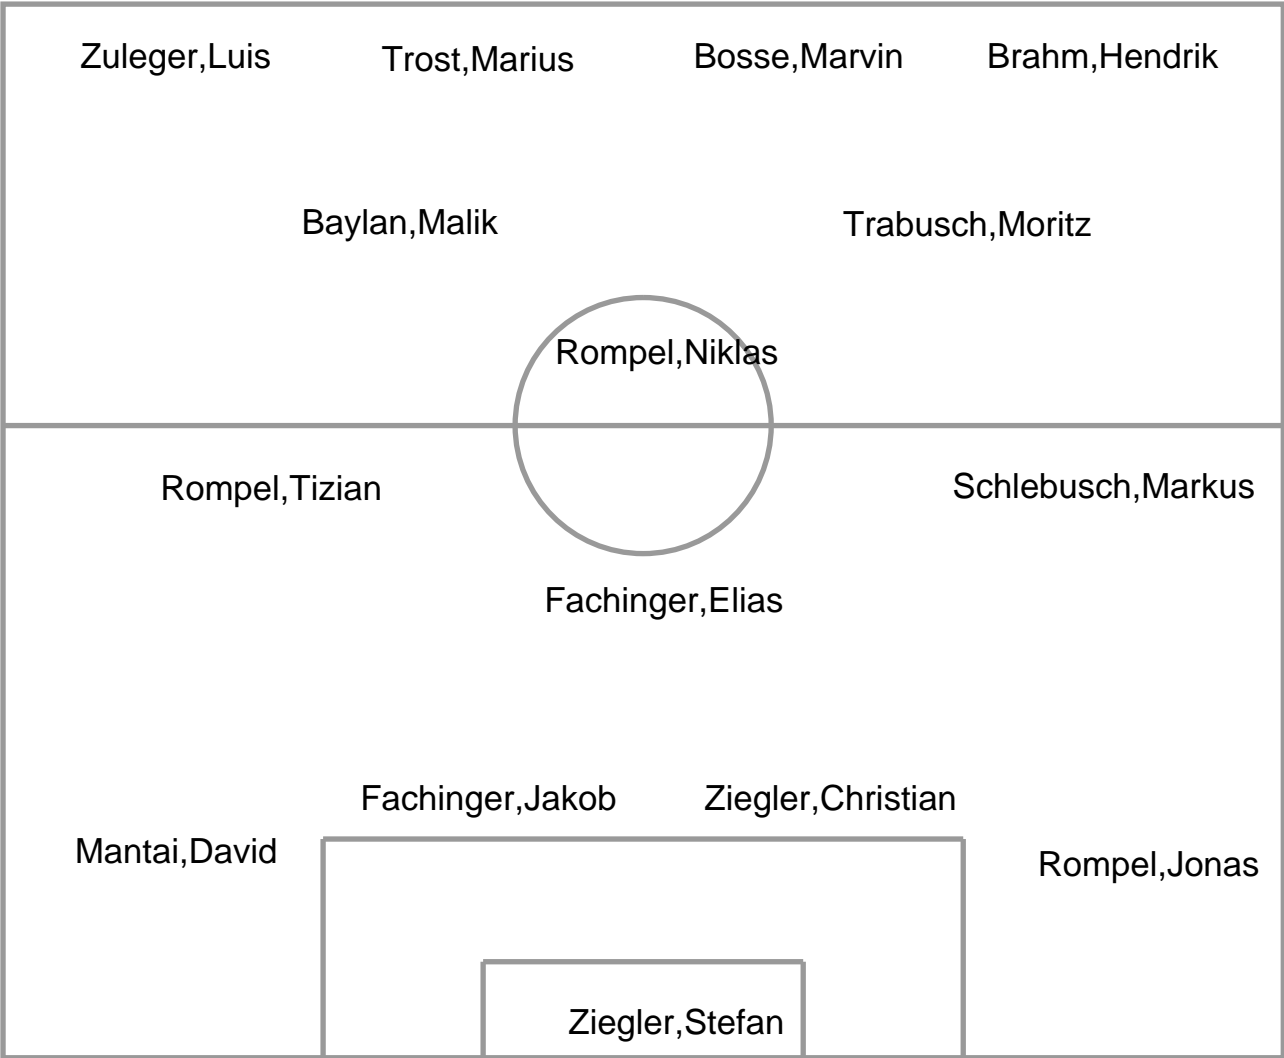 Zuleger,Luis
Trost,Marius
Bosse,Marvin
Brahm,Hendrik
Baylan,Malik
Trabusch,Moritz
Rompel,Niklas
Rompel,Tizian
Schlebusch,Markus
Fachinger,Elias
Fachinger,Jakob
Ziegler,Christian
Mantai,David
Rompel,Jonas
Ziegler,Stefan